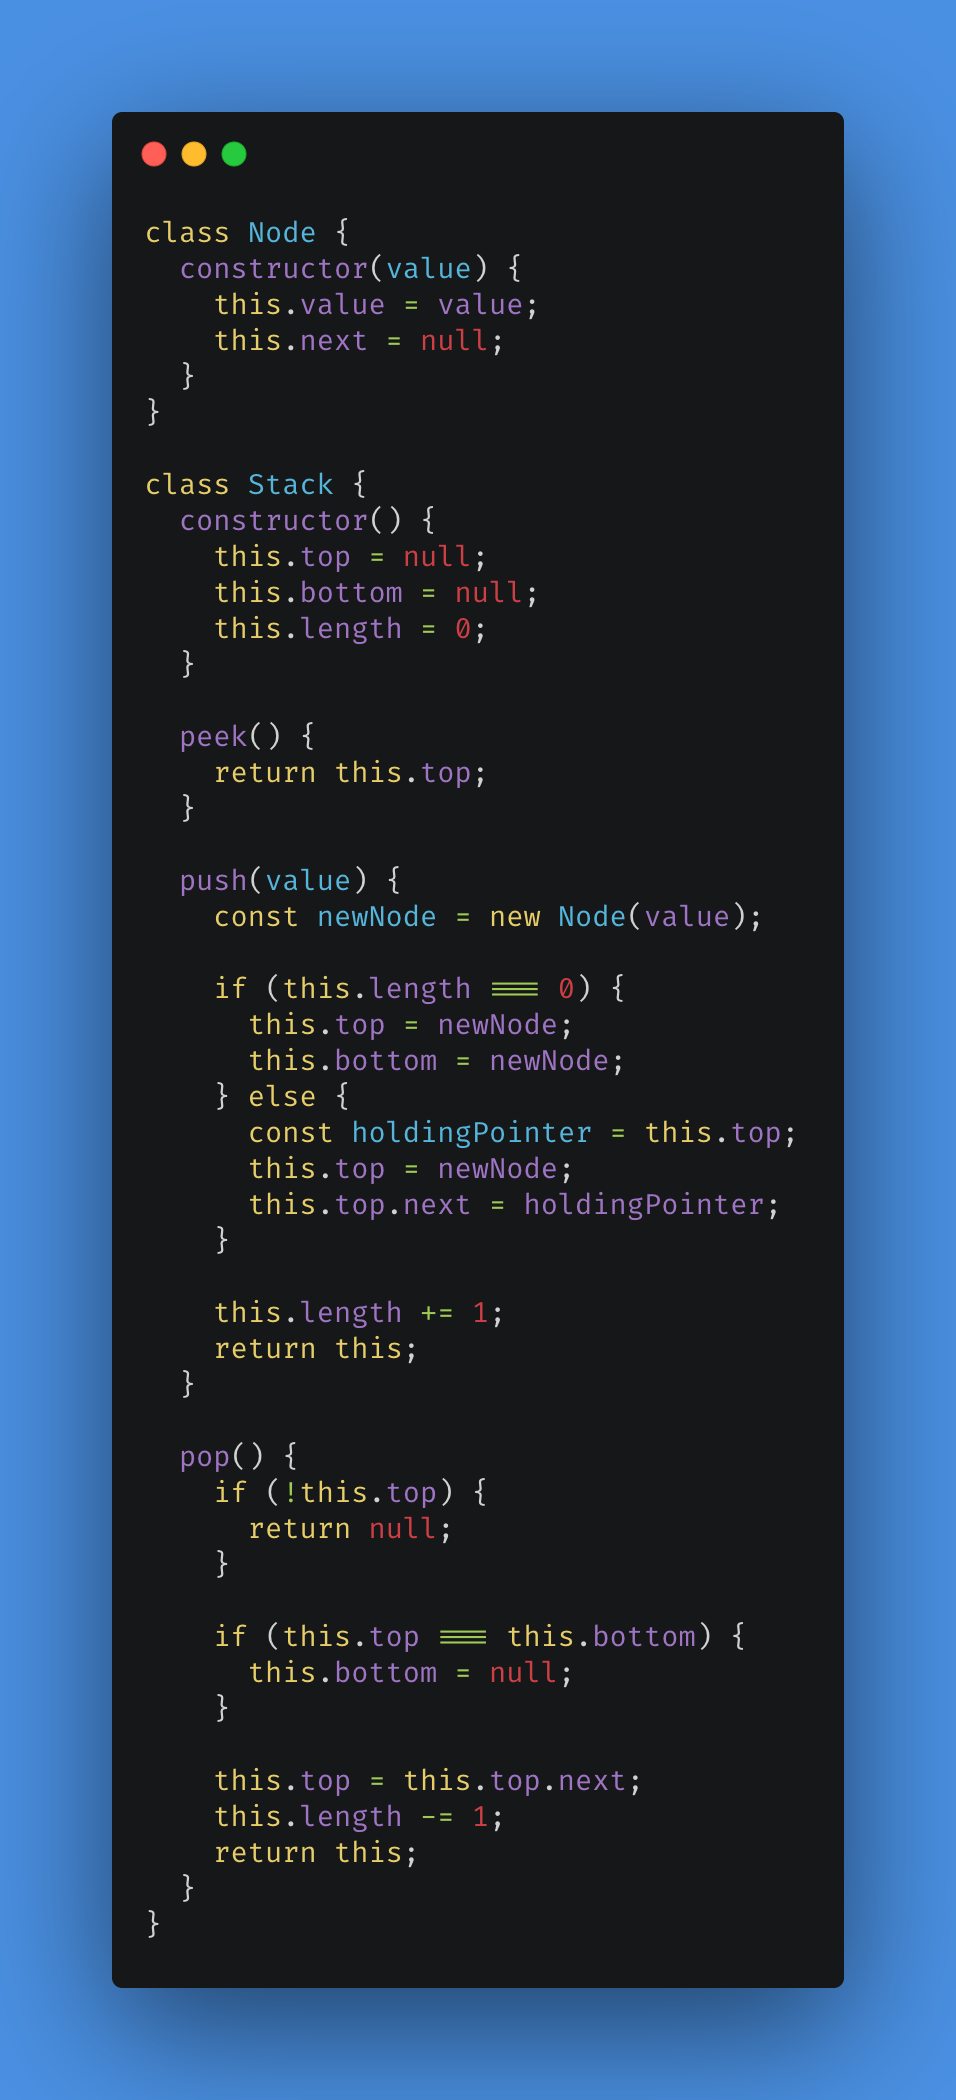 class Node {
  constructor(value) {
    this.value = value;
    this.next = null;
  }
}

class Stack {
  constructor() {
    this.top = null;
    this.bottom = null;
    this.length = 0;
  }

  peek() {
    return this.top;
  }

  push(value) {
    const newNode = new Node(value);

    if (this.length === 0) {
      this.top = newNode;
      this.bottom = newNode;
    } else {
      const holdingPointer = this.top;
      this.top = newNode;
      this.top.next = holdingPointer;
    }

    this.length += 1;
    return this;
  }

  pop() {
    if (!this.top) {
      return null;
    }

    if (this.top === this.bottom) {
      this.bottom = null;
    }

    this.top = this.top.next;
    this.length -= 1;
    return this;
  }
}